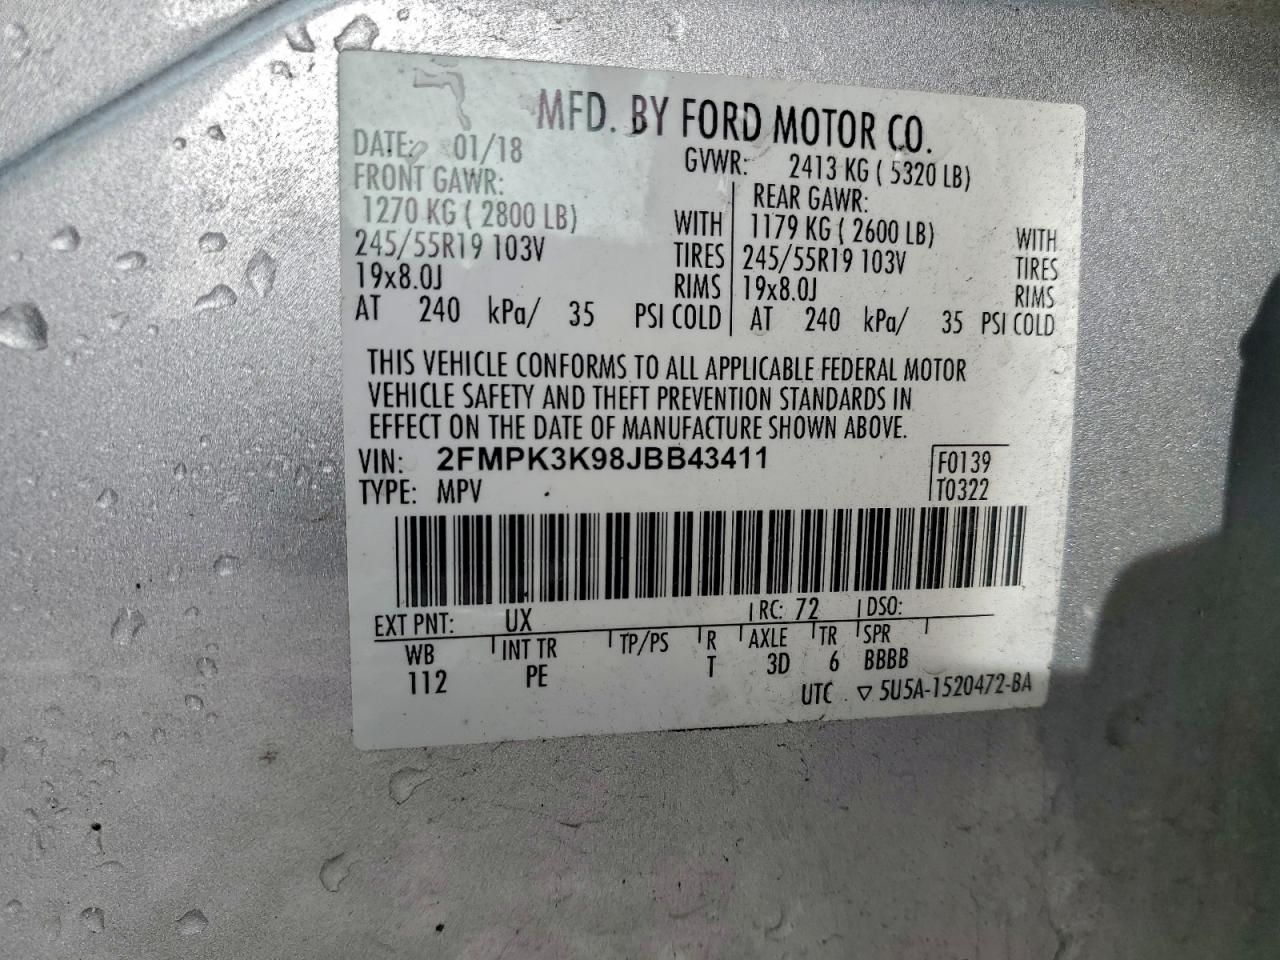 MFD. BY FORD MOTOR CO.
DATE: 01/18 GVWR: 2413 KG ( 5320 LB)
FRONT GAWR: REAR GAWR:
1270 KG ( 2800 LB) WITH 1179 KG ( 2600 LB) WITH
245/55R19 103V TIRES 245/55R19 103V TIRES
19x8.0J RIMS 19x8.0J RIMS
AT 240 kPa/ 35 PSI COLD AT 240 kPa/ 35 PSI COLD
THIS VEHICLE CONFORMS TO ALL APPLICABLE FEDERAL MOTOR
VEHICLE SAFETY AND THEFT PREVENTION STANDARDS IN
EFFECT ON THE DATE OF MANUFACTURE SHOWN ABOVE.
VIN: 2FMPK3K98JBB43411 F0139
TYPE: MPV T0322
EXT PNT: UX RC: 72 DSO:
WB INT TR TP/PS R AXLE TR SPR
112 PE T 3D 6 BBBB
UTC ▽ 5U5A-1520472-BA